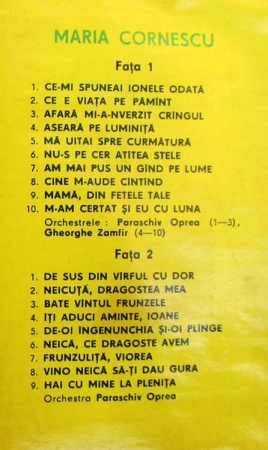 MARIA CORNESCU
Fața 1
1. CE-MI SPUNEAI IONELE ODATĂ
2. CE E VIAȚA PE PĂMÎNT
3. AFARĂ MI-A-NVERZIT CRÎNGUL
4. ASEARĂ PE LUMINIȚĂ
5. MĂ UITAI SPRE CURMĂTURĂ
6. NU-S PE CER ATÎTEA STELE
7. AM MAI PUS UN GÎND PE LUME
8. CINE M-AUDE CÎNTÎND
9. MAMĂ, DIN FETELE TALE
10. M-AM CERTAT ȘI EU CU LUNA
Orchestrele : Paraschiv Oprea (1—3),
Gheorghe Zamfir (4—10)
Fața 2
1. DE SUS DIN VÎRFUL CU DOR
2. NEICUȚĂ, DRAGOSTEA MEA
3. BATE VÎNTUL FRUNZELE
4. ÎȚI ADUCI AMINTE, IOANE
5. DE-OI ÎNGENUNCHIA ȘI-OI PLÎNGE
6. NEICĂ, CE DRAGOSTE AVEM
7. FRUNZULIȚĂ, VIOREA
8. VINO NEICĂ SĂ-ȚI DAU GURA
9. HAI CU MINE LA PLENIȚA
Orchestra Paraschiv Oprea